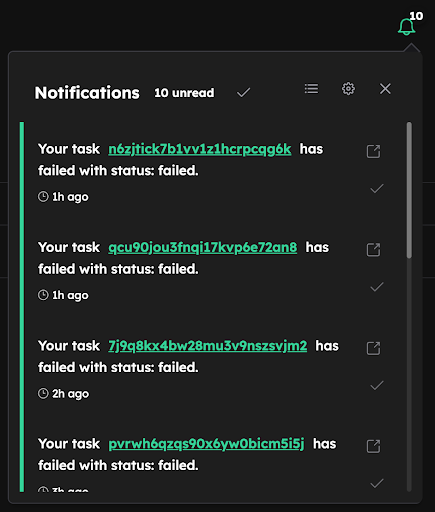 10
Notifications 10 unread
Your task n6zjtick7b1vv1z1hcrpcqg6k has
failed with status: failed.
1h ago
Your task qcu90jou3fnqi17kvp6e72an8 has
failed with status: failed.
1h ago
Your task 7j9q8kx4bw28mu3v9nszsvjm2 has
failed with status: failed.
2h ago
Your task pvrwh6qzqs90x6yw0bicm5i5j has
failed with status: failed.
3h ago